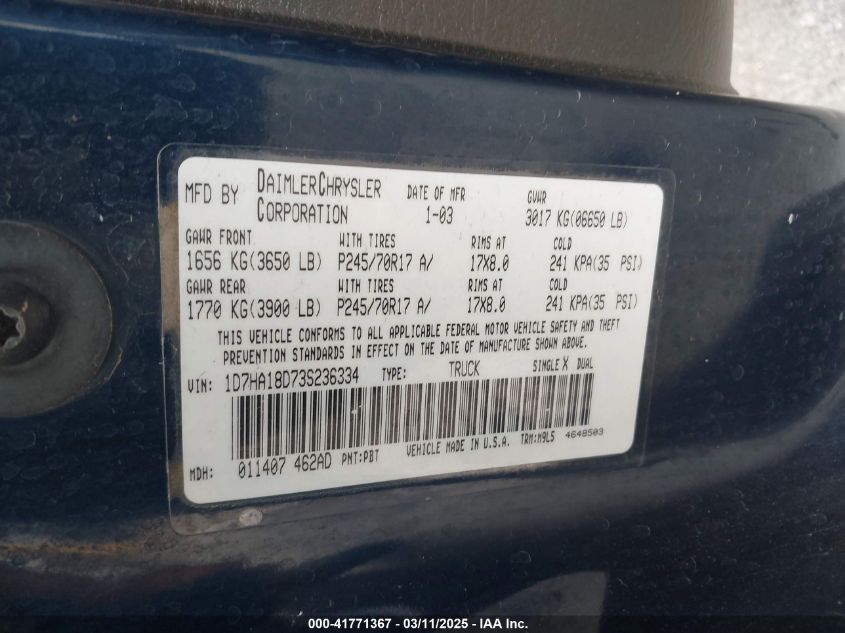 MFD BY DAIMLERCHRYSLER CORPORATION DATE OF MFR 1-03 GVWR 3017 KG(06650 LB)
GAWR FRONT WITH TIRES RIMS AT COLD
1656 KG(3650 LB) P245/70R17 A/ 17X8.0 241 KPA(35 PSI)
GAWR REAR WITH TIRES RIMS AT COLD
1770 KG(3900 LB) P245/70R17 A/ 17X8.0 241 KPA(35 PSI)
THIS VEHICLE CONFORMS TO ALL APPLICABLE FEDERAL MOTOR VEHICLE SAFETY AND THEFT
PREVENTION STANDARDS IN EFFECT ON THE DATE OF MANUFACTURE SHOWN ABOVE.
VIN: 1D7HA18D73S236334 TYPE: TRUCK SINGLE X DUAL
MDH: 011407 462AD PNT:PBT VEHICLE MADE IN U.S.A. TRM:M9L5 4648503
000-41771367 - 03/11/2025 - IAA Inc.